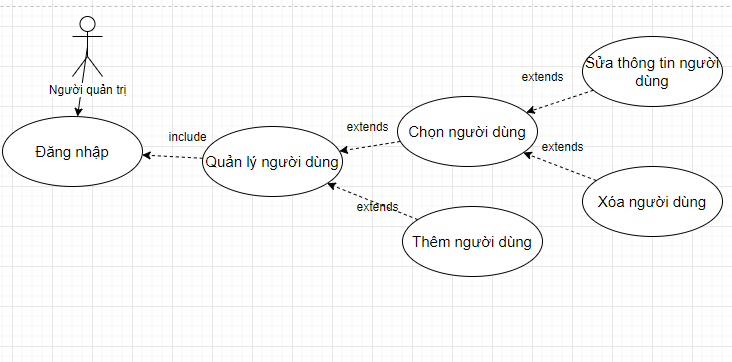 Người quản trị
Đăng nhập
include
Quản lý người dùng
extends
Chọn người dùng
extends
Sửa thông tin người
dùng
extends
Xóa người dùng
extends
Thêm người dùng